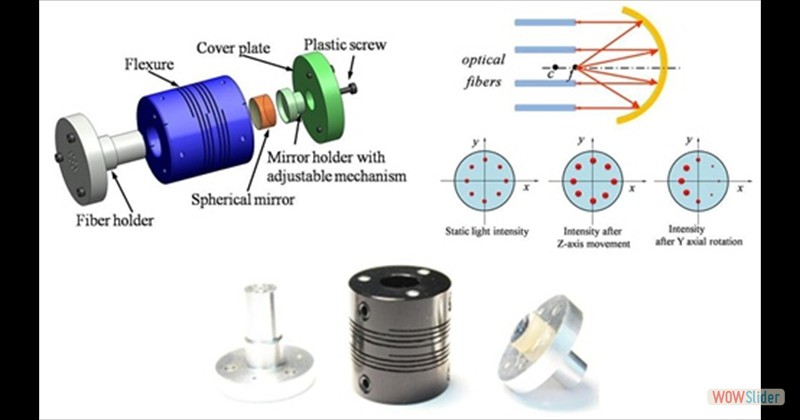 Cover plate
Plastic screw
Flexure
Mirror holder with
adjustable mechanism
Spherical mirror
Fiber holder
optical
fibers
c
f
y
x
y
x
y
x
Static light intensity
Intensity after
Z-axis movement
Intensity
after Y axial rotation
WOWSlider